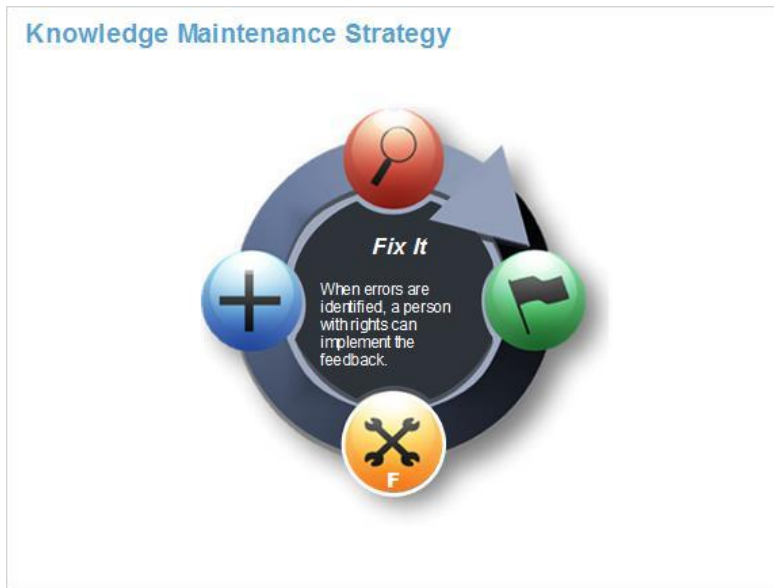 Knowledge Maintenance Strategy
Fix It
When errors are
identified, a person
with rights can
implement the
feedback.
F